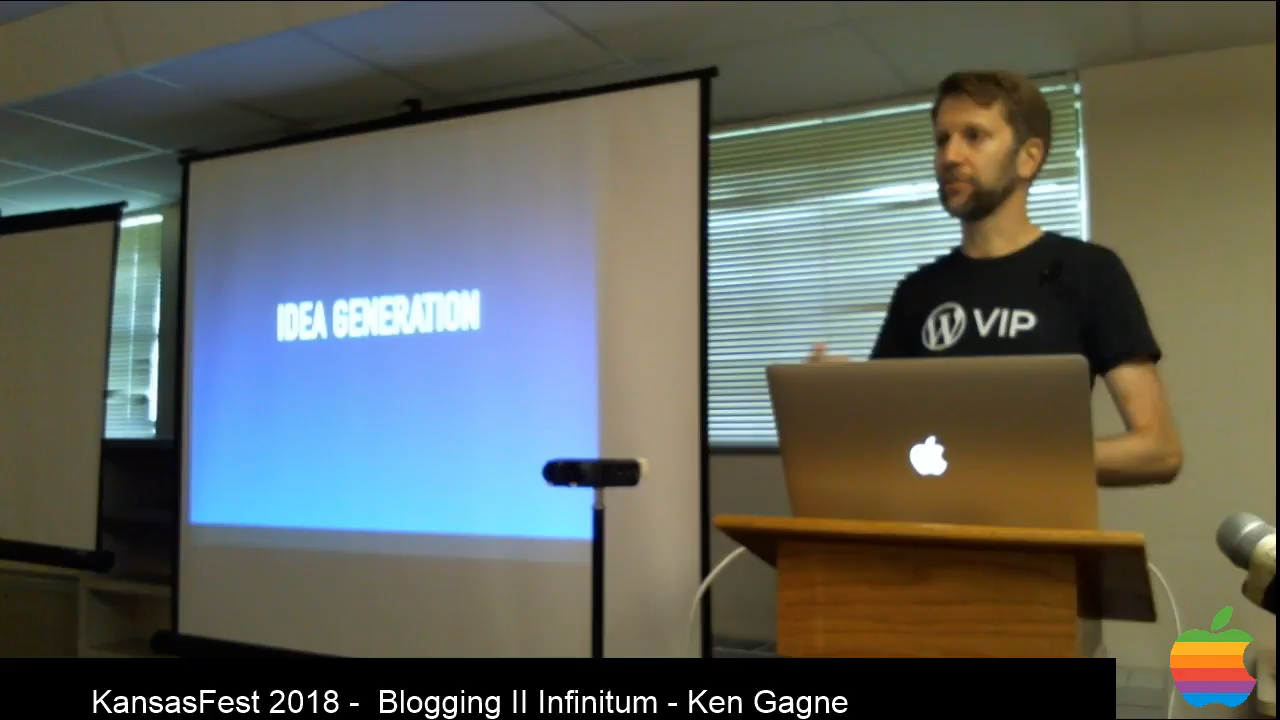 IDEA GENERATION
VIP
KansasFest 2018 - Blogging II Infinitum - Ken Gagne